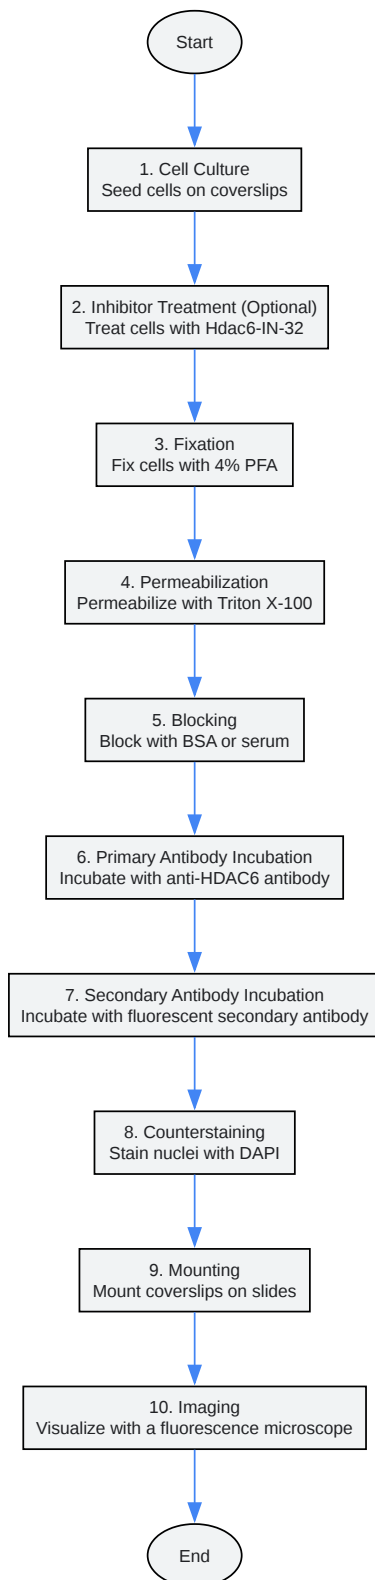 Start
1. Cell Culture
Seed cells on coverslips
2. Inhibitor Treatment (Optional)
Treat cells with Hdac6-IN-32
3. Fixation
Fix cells with 4% PFA
4. Permeabilization
Permeabilize with Triton X-100
5. Blocking
Block with BSA or serum
6. Primary Antibody Incubation
Incubate with anti-HDAC6 antibody
7. Secondary Antibody Incubation
Incubate with fluorescent secondary antibody
8. Counterstaining
Stain nuclei with DAPI
9. Mounting
Mount coverslips on slides
10. Imaging
Visualize with a fluorescence microscope
End